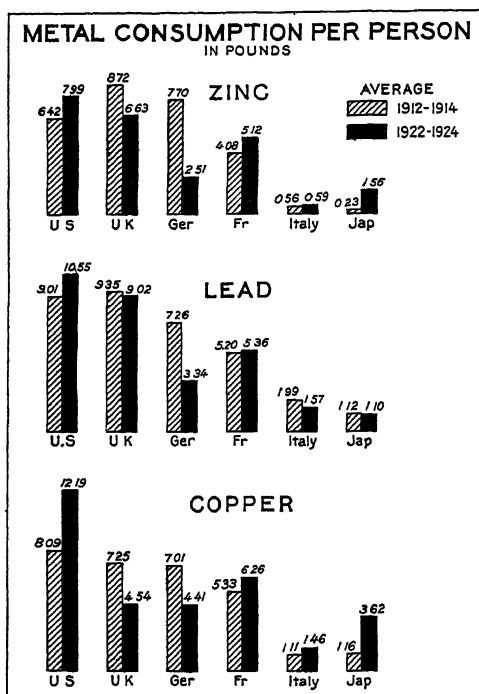 METAL CONSUMPTION PER PERSON
IN POUNDS
ZINC
AVERAGE
1912-1914
1922-1924
6.42 7.99 8.72 6.63 7.70 2.51 4.08 5.12 0.56 0.59 0.23 1.56
U S U K Ger Fr Italy Jap
LEAD
9.01 10.55 9.35 9.02 7.26 3.34 5.20 5.36 1.99 1.57 1.12 1.10
U.S U K Ger Fr Italy Jap
COPPER
8.09 12.19 7.25 4.54 7.01 4.41 5.33 6.26 1.11 1.46 1.16 3.62
U S U K Ger Fr Italy Jap